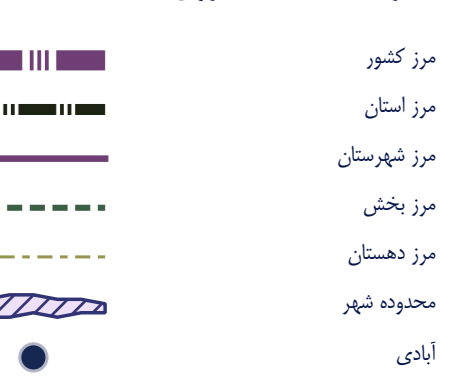 مرز کشور
مرز استان
مرز شهرستان
مرز بخش
مرز دهستان
محدوده شهر
آبادی